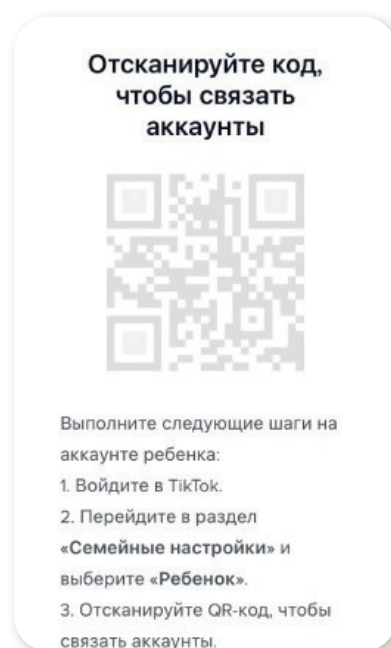 Отсканируйте код,
чтобы связать
аккаунты
Выполните следующие шаги на
аккаунте ребенка:
1. Войдите в TikTok.
2. Перейдите в раздел
«Семейные настройки» и
выберите «Ребенок».
3. Отсканируйте QR-код, чтобы
связать аккаунты.